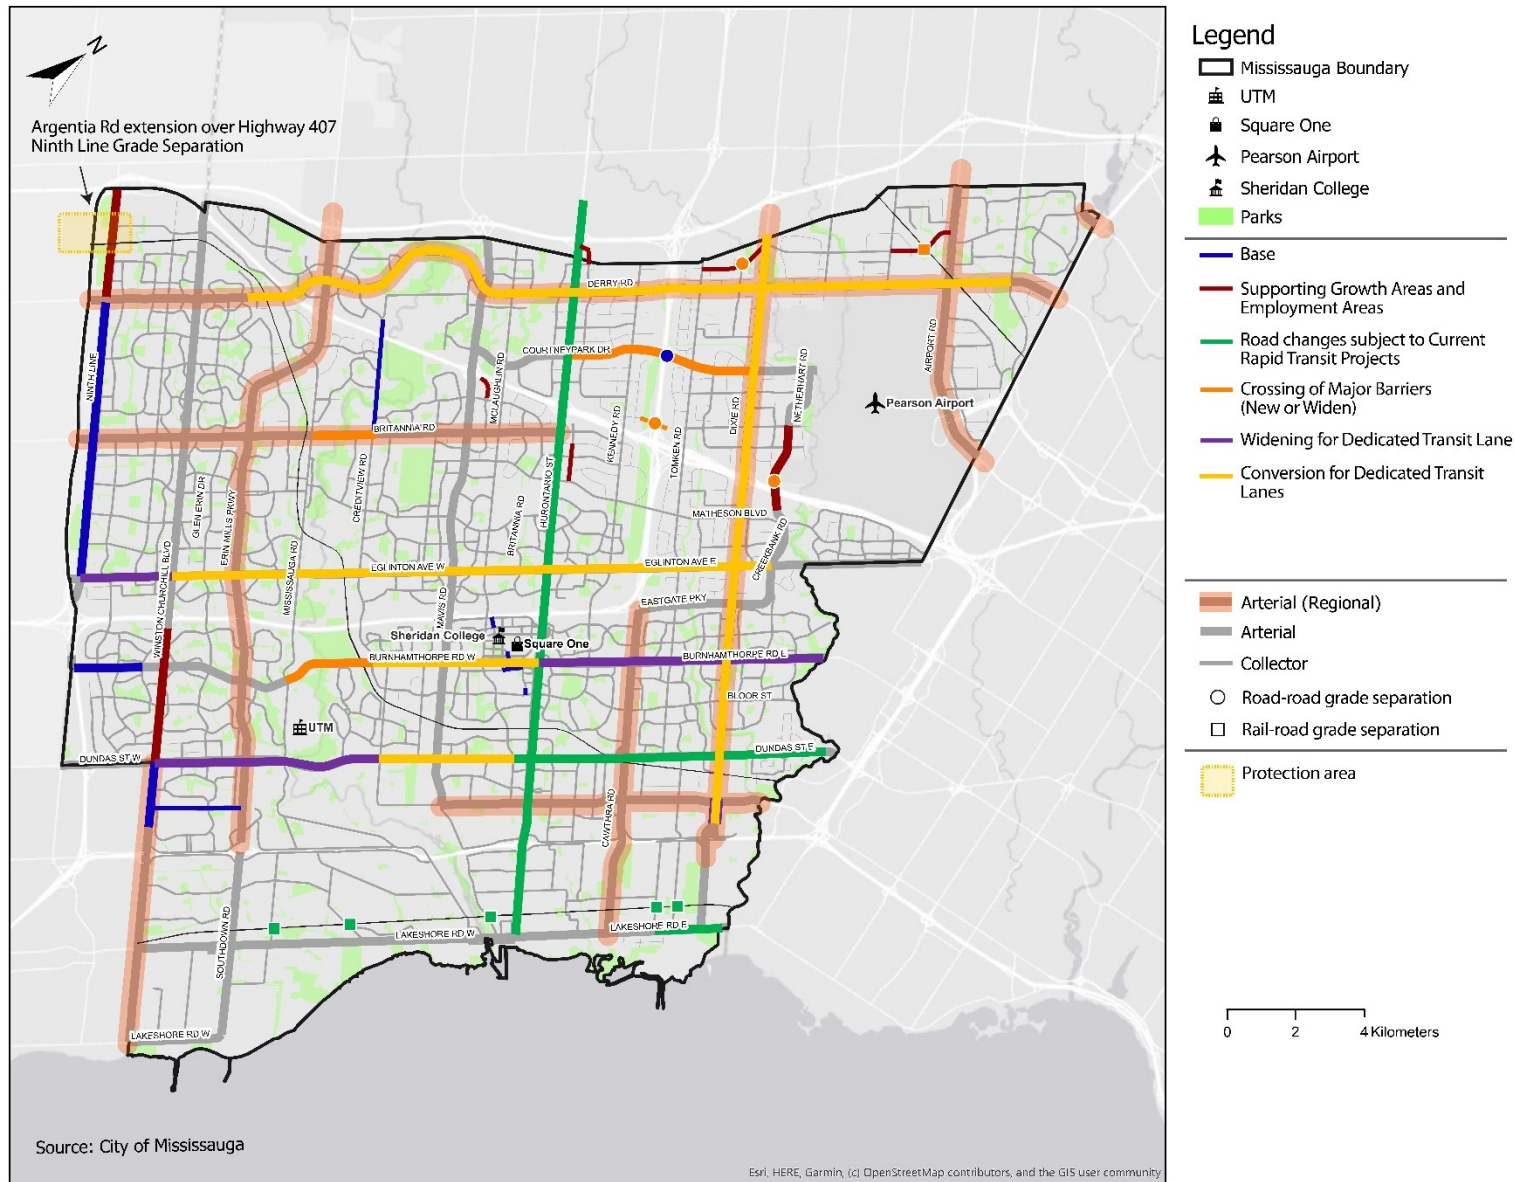 N
Argentia Rd extension over Highway 407
Ninth Line Grade Separation
DERRY RD
COURTNEYPARK DR
NINTH LINE
MCLAUGHLIN RD
NETHERHART RD
AIRPORT RD
Pearson Airport
BRITANNIA RD
KENNEDY RD
TOMKEN RD
DIXIE RD
GLEN ERIN DR
ERIN MILLS PKWY
CREDITVIEW RD
BRITANNIA RD
HURONTARIO ST
MATHESON BLVD
CREEKBANK RD
WINSTON CHURCHILL BLVD
MISSISSAUGA RD
EGLINTON AVE W
EGLINTON AVE E
MAVIS RD
EASTGATE PKY
Sheridan College
Square One
BURNHAMTHORPE RD W
BURNHAMTHORPE RD E
BLOOR ST
UTM
DUNDAS ST W
DUNDAS ST E
CAWTHRA RD
SOUTHDOWN RD
LAKESHORE RD W
LAKESHORE RD E
LAKESHORE RD W
Source: City of Mississauga
Esri, HERE, Garmin, (c) OpenStreetMap contributors, and the GIS user community
Legend
Mississauga Boundary
UTM
Square One
Pearson Airport
Sheridan College
Parks
Base
Supporting Growth Areas and
Employment Areas
Road changes subject to Current
Rapid Transit Projects
Crossing of Major Barriers
(New or Widen)
Widening for Dedicated Transit Lane
Conversion for Dedicated Transit
Lanes
Arterial (Regional)
Arterial
Collector
Road-road grade separation
Rail-road grade separation
Protection area
0 2 4 Kilometers